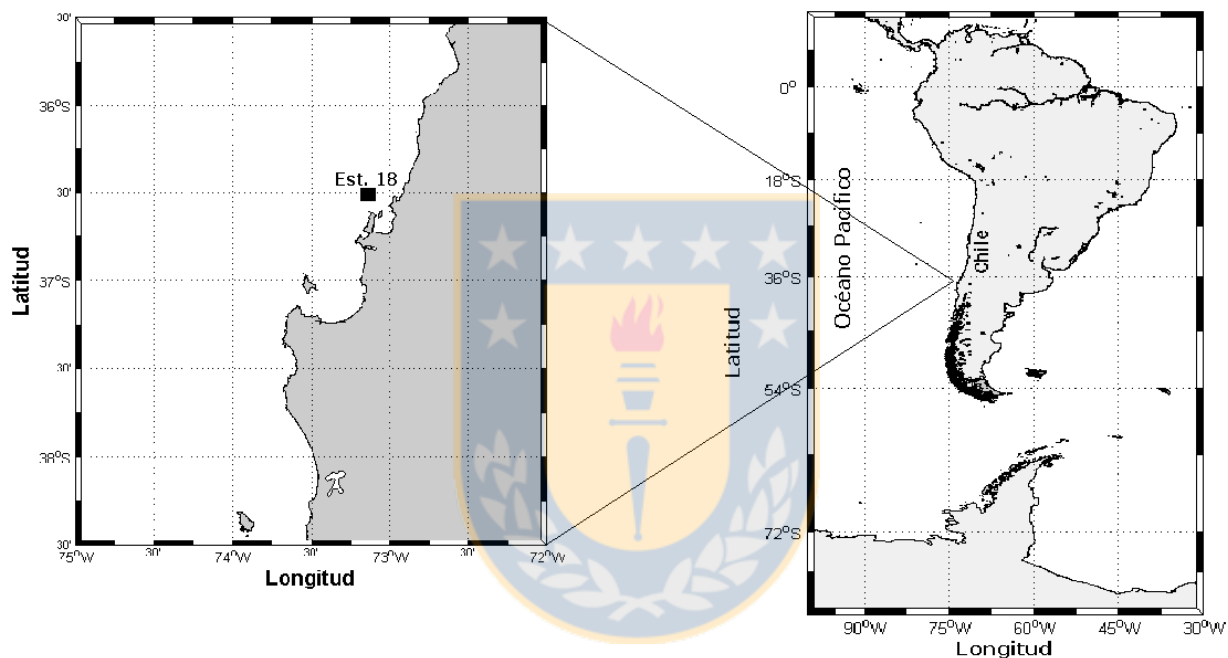 30'
36°S
30'
37°S
30'
38°S
30'
75°W
30'
74°W
30'
73°W
30'
72°W
Latitud
Longitud
Est. 18
0°
18°S
36°S
54°S
72°S
90°W
75°W
60°W
45°W
30°W
Latitud
Longitud
Océano Pacífico
Chile